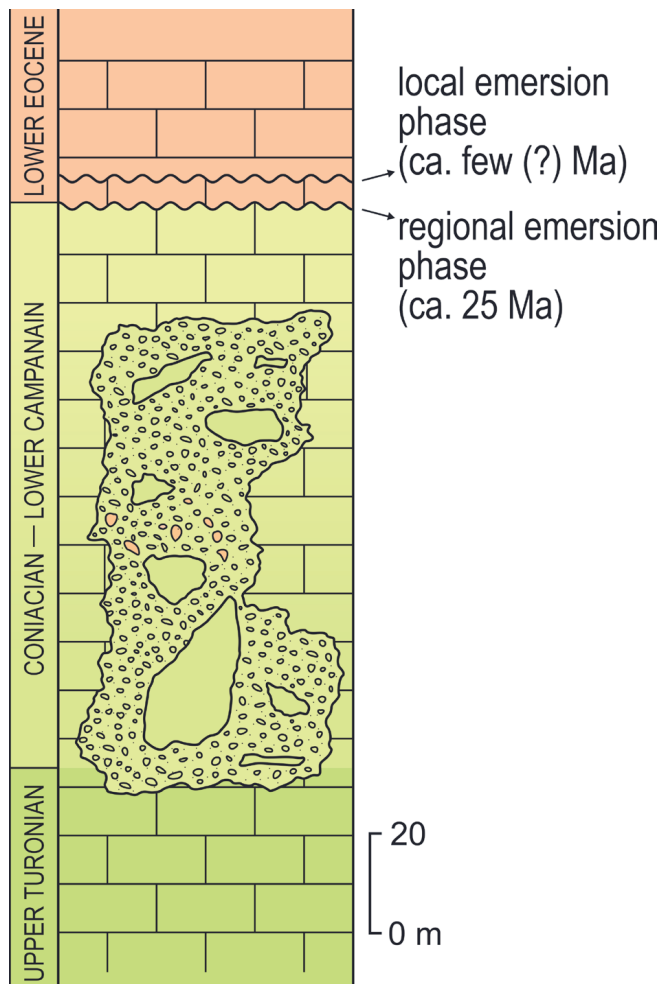 LOWER EOCENE
local emersion
phase
(ca. few (?) Ma)
regional emersion
phase
(ca. 25 Ma)
CONIACIAN — LOWER CAMPANAIN
UPPER TURONIAN
20
0 m